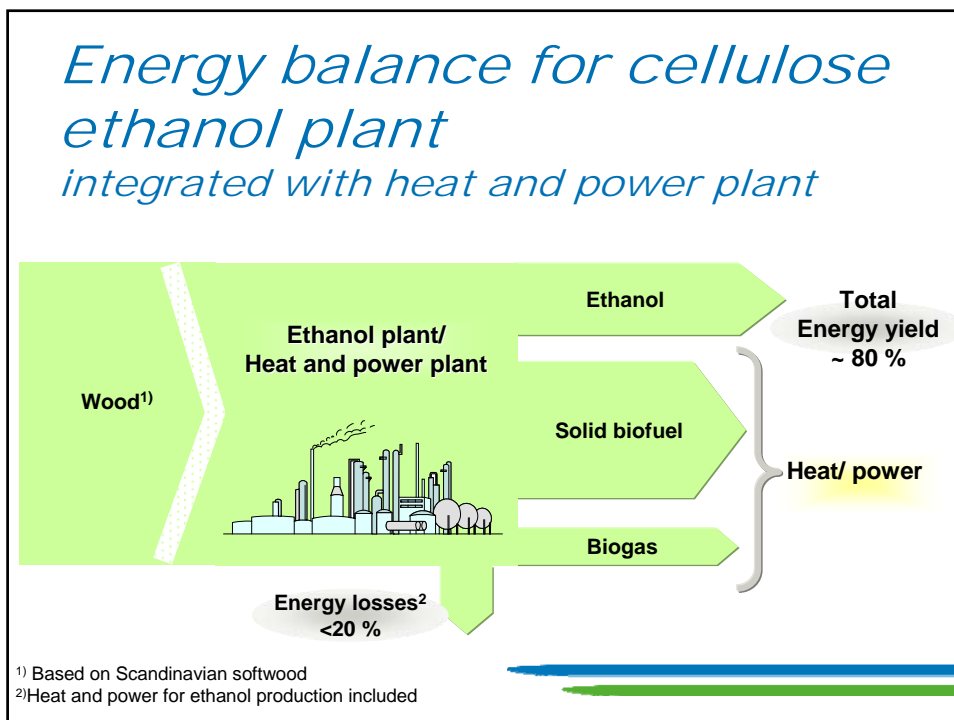 Energy balance for cellulose
ethanol plant
integrated with heat and power plant
Wood1)
Ethanol plant/
Heat and power plant
Ethanol
Solid biofuel
Biogas
Total
Energy yield
~ 80 %
Heat/ power
Energy losses2
<20 %
1) Based on Scandinavian softwood
2)Heat and power for ethanol production included